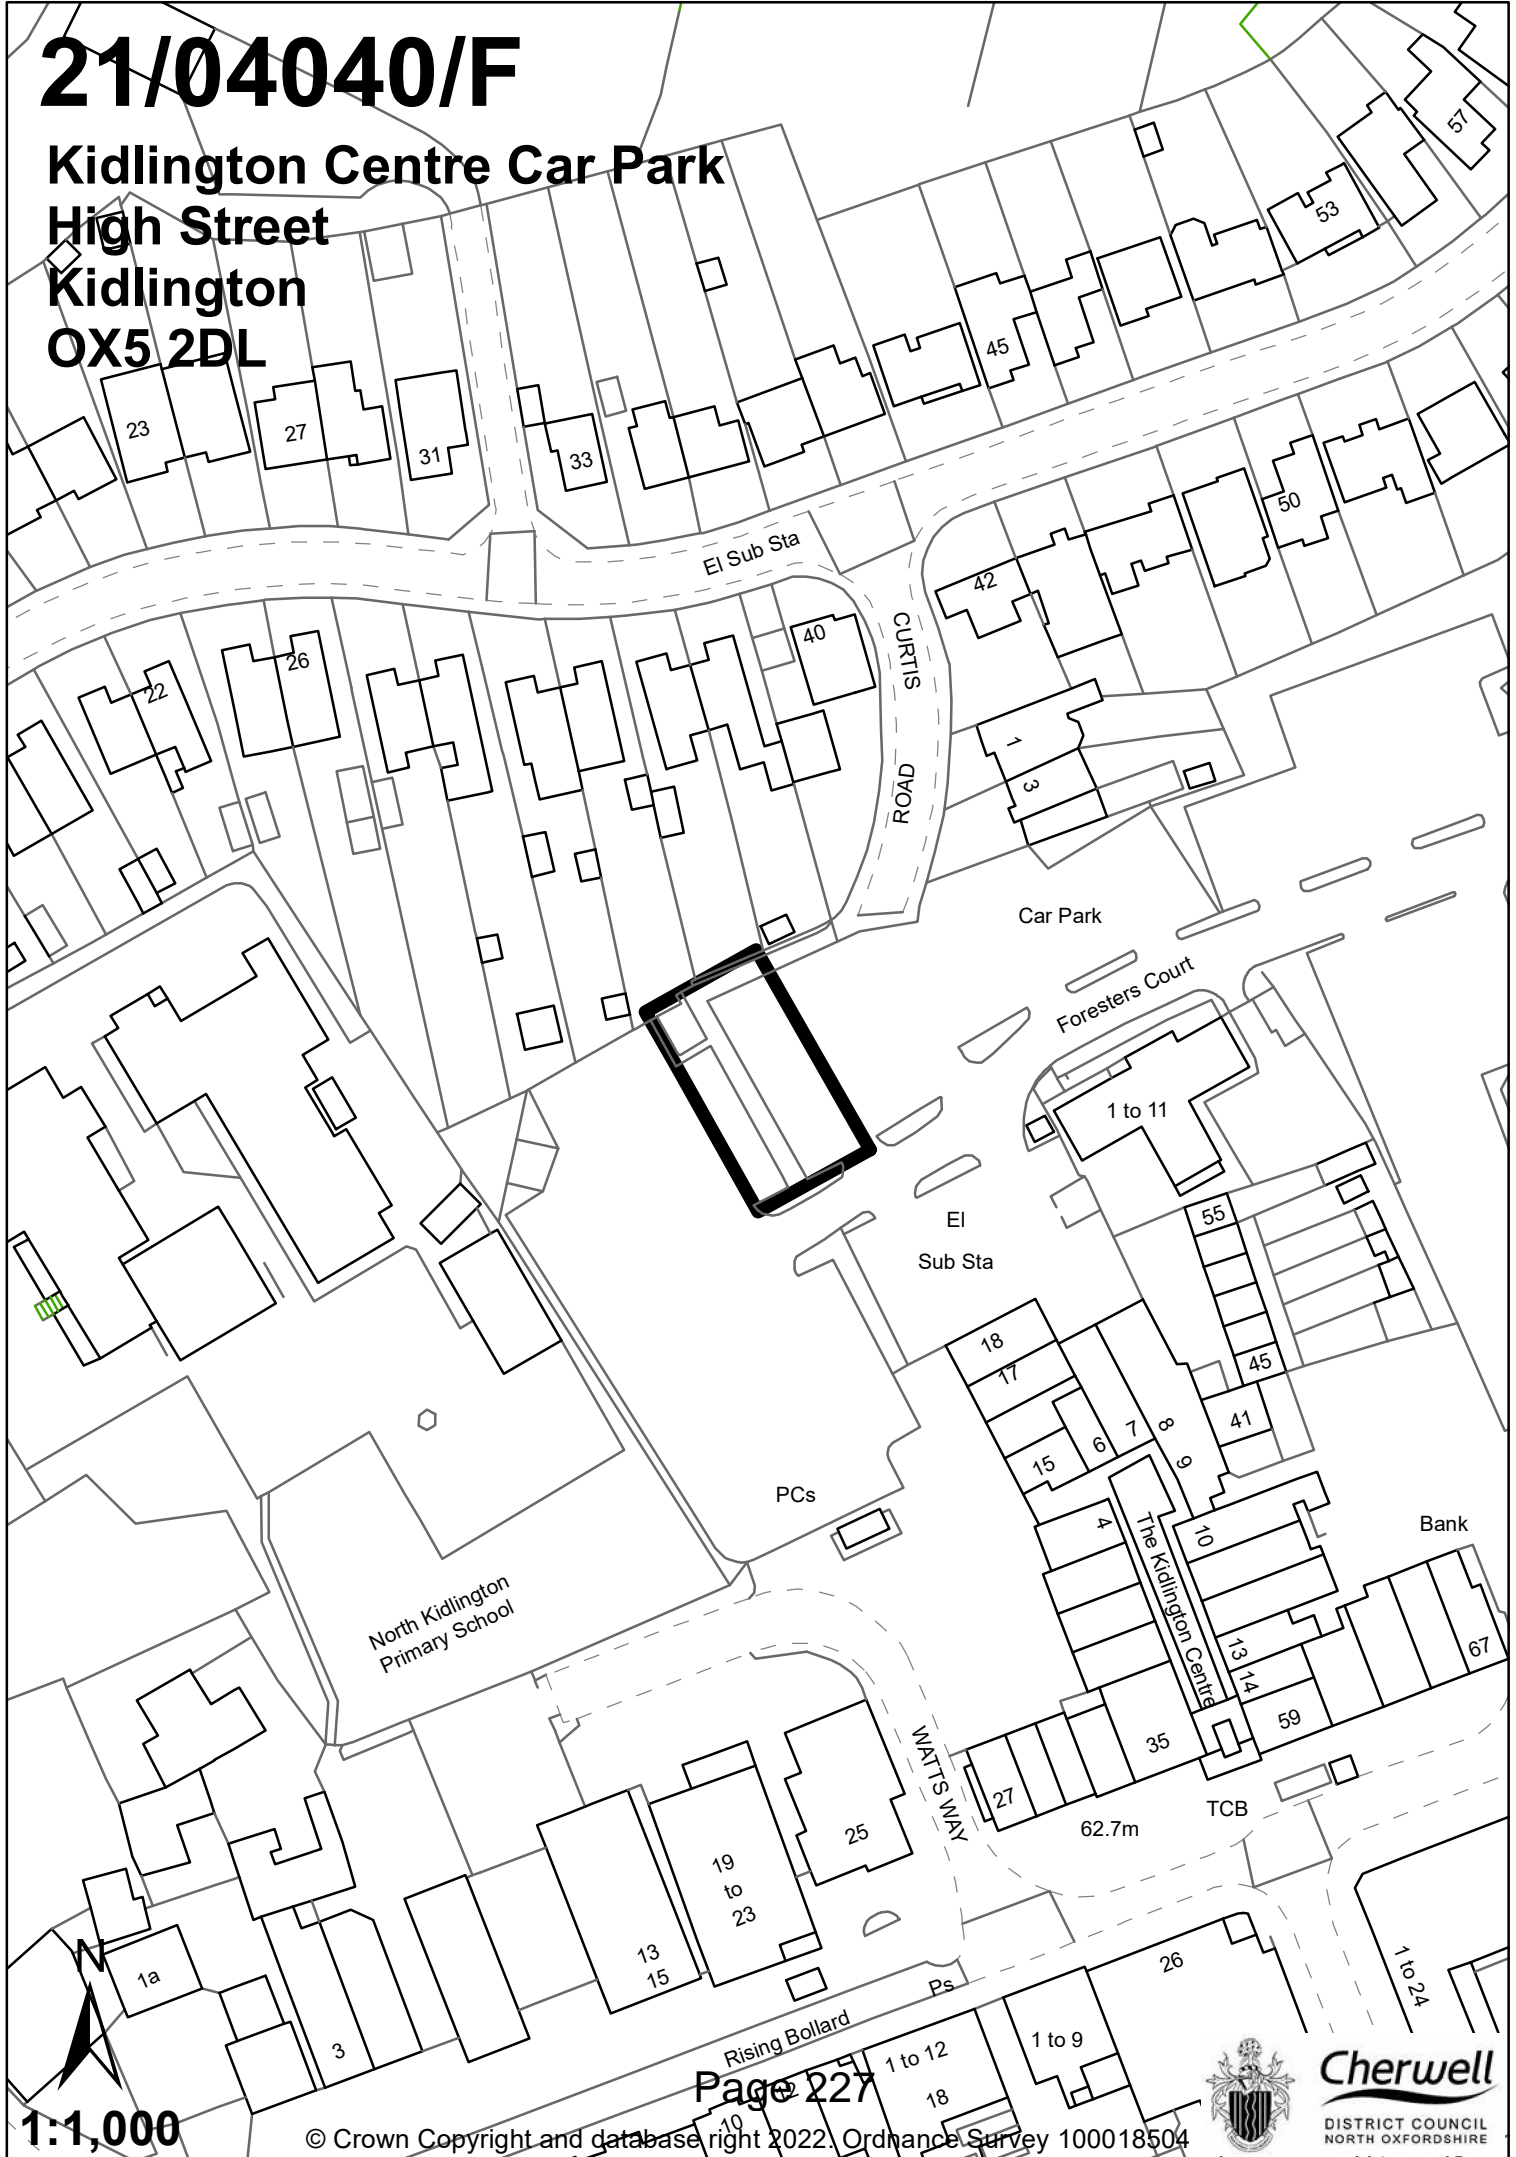 21/04040/F
Kidlington Centre Car Park
High Street
Kidlington
OX5 2DL
57
53
45
23
27
31
33
50
El Sub Sta
42
40
CURTIS
ROAD
26
22
1
3
Car Park
Foresters Court
1 to 11
55
El
Sub Sta
18
17
45
41
15
6
7
8
9
PCs
4
10
Bank
The Kidlington Centre
North Kidlington
Primary School
13
14
67
59
35
27
WATTS WAY
TCB
62.7m
25
19
to
23
13
15
26
1 to 24
N
1a
3
Ps
Rising Bollard
1 to 12
1 to 9
18
10
12
Page 227
1:1,000
© Crown Copyright and database right 2022. Ordnance Survey 100018504
Cherwell
DISTRICT COUNCIL
NORTH OXFORDSHIRE